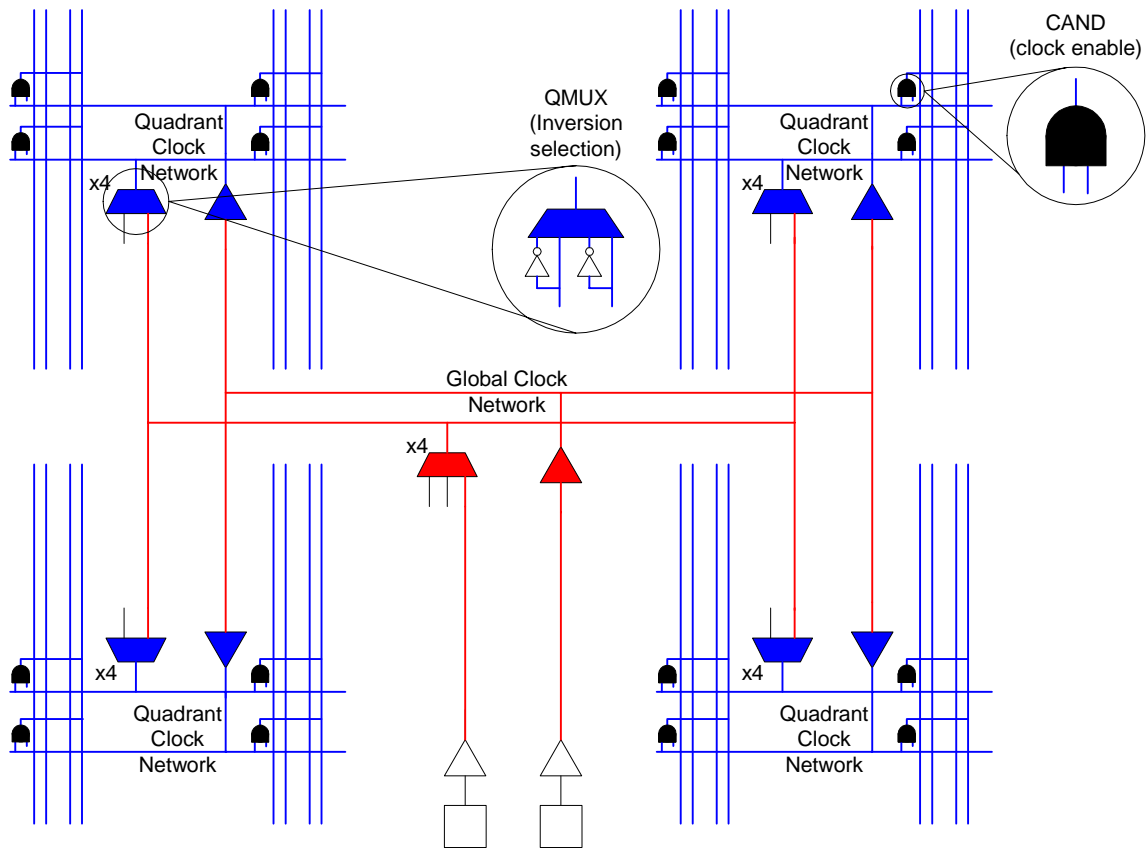 CAND
(clock enable)
QMUX
(Inversion
selection)
Quadrant
Clock
Network
x4
Quadrant
Clock
Network
x4
Global Clock
Network
x4
x4
Quadrant
Clock
Network
x4
Quadrant
Clock
Network